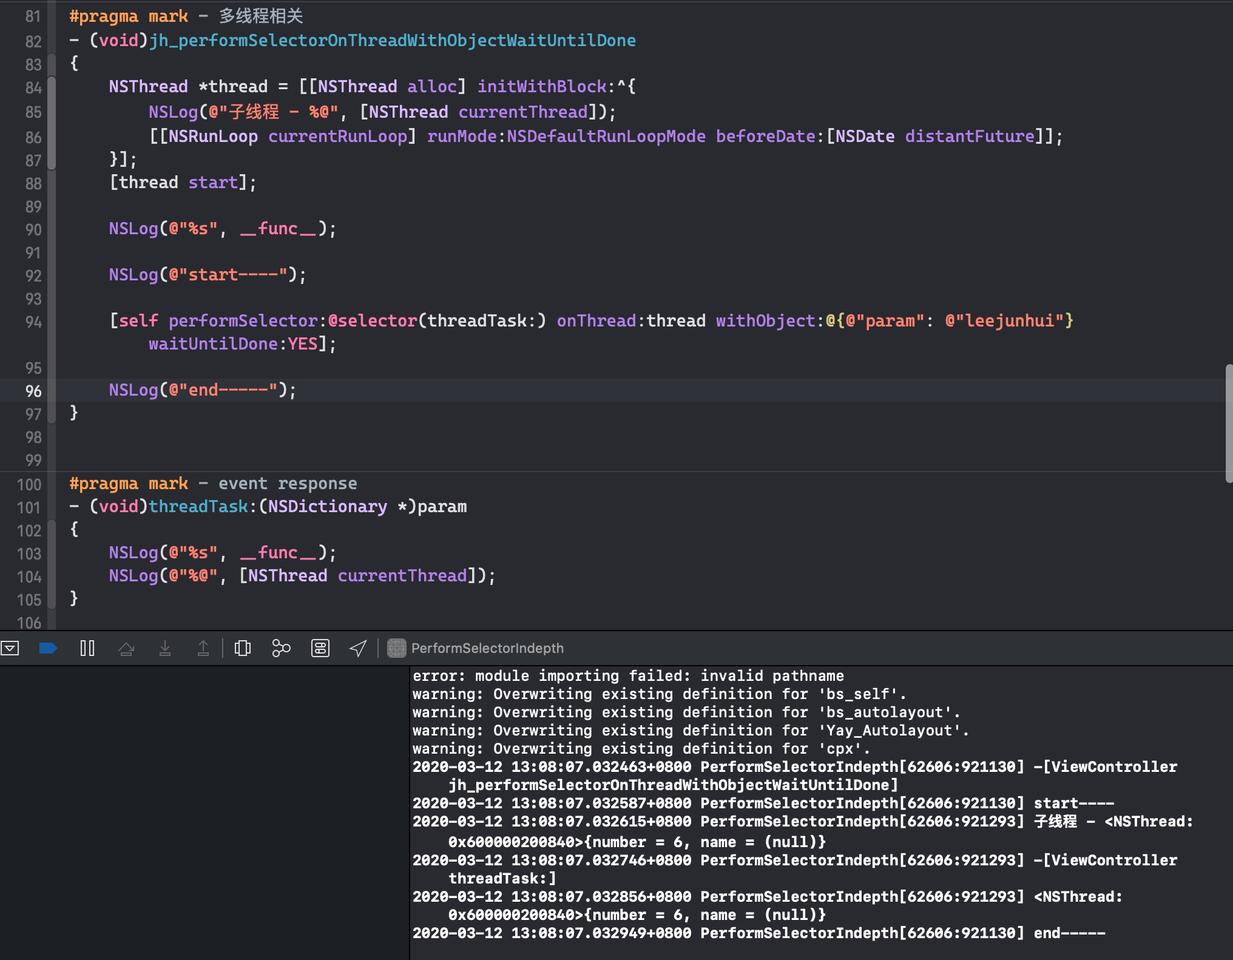 81 #pragma mark - 多线程相关
82 - (void)jh_performSelectorOnThreadWithObjectWaitUntilDone
83 {
84     NSThread *thread = [[NSThread alloc] initWithBlock:^{
85         NSLog(@"子线程 - %@", [NSThread currentThread]);
86         [[NSRunLoop currentRunLoop] runMode:NSDefaultRunLoopMode beforeDate:[NSDate distantFuture]];
87     }];
88     [thread start];
89
90     NSLog(@"%s", __func__);
91
92     NSLog(@"start----");
93
94     [self performSelector:@selector(threadTask:) onThread:thread withObject:@{@"param": @"leejunhui"}
        waitUntilDone:YES];
95
96     NSLog(@"end-----");
97 }
98
99
100 #pragma mark - event response
101 - (void)threadTask:(NSDictionary *)param
102 {
103     NSLog(@"%s", __func__);
104     NSLog(@"%@", [NSThread currentThread]);
105 }
106
PerformSelectorIndepth
error: module importing failed: invalid pathname
warning: Overwriting existing definition for 'bs_self'.
warning: Overwriting existing definition for 'bs_autolayout'.
warning: Overwriting existing definition for 'Yay_Autolayout'.
warning: Overwriting existing definition for 'cpx'.
2020-03-12 13:08:07.032463+0800 PerformSelectorIndepth[62606:921130] -[ViewController
jh_performSelectorOnThreadWithObjectWaitUntilDone]
2020-03-12 13:08:07.032587+0800 PerformSelectorIndepth[62606:921130] start----
2020-03-12 13:08:07.032615+0800 PerformSelectorIndepth[62606:921293] 子线程 - <NSThread:
0x600000200840>{number = 6, name = (null)}
2020-03-12 13:08:07.032746+0800 PerformSelectorIndepth[62606:921293] -[ViewController
threadTask:]
2020-03-12 13:08:07.032856+0800 PerformSelectorIndepth[62606:921293] <NSThread:
0x600000200840>{number = 6, name = (null)}
2020-03-12 13:08:07.032949+0800 PerformSelectorIndepth[62606:921130] end-----